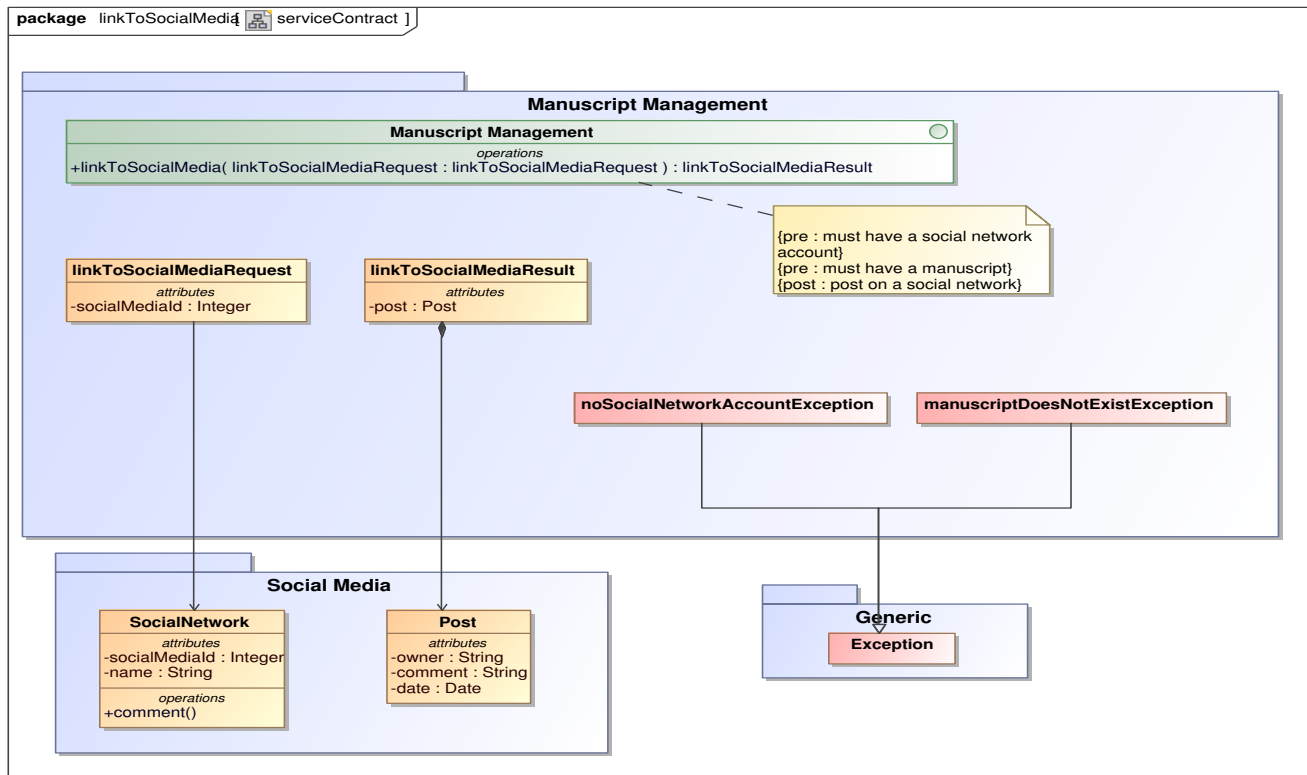 package linkToSocialMedia[ serviceContract ]
Manuscript Management
Manuscript Management
operations
+linkToSocialMedia( linkToSocialMediaRequest : linkToSocialMediaRequest ) : linkToSocialMediaResult
{pre : must have a social network
account}
{pre : must have a manuscript}
{post : post on a social network}
linkToSocialMediaRequest
attributes
-socialMediaId : Integer
linkToSocialMediaResult
attributes
-post : Post
noSocialNetworkAccountException
manuscriptDoesNotExistException
Social Media
SocialNetwork
attributes
-socialMediaId : Integer
-name : String
operations
+comment()
Post
attributes
-owner : String
-comment : String
-date : Date
Generic
Exception